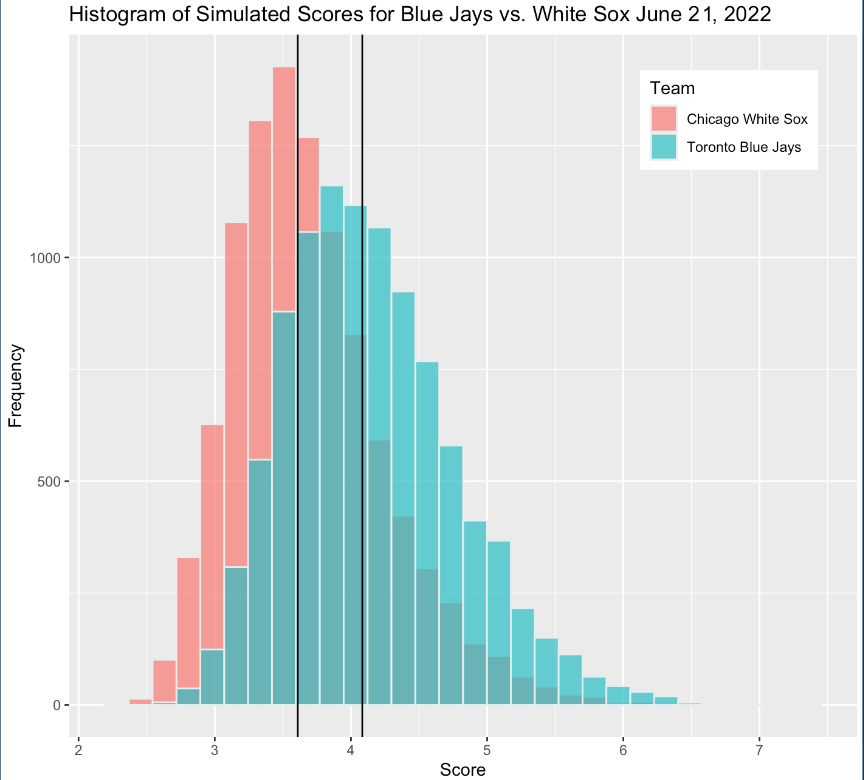 Histogram of Simulated Scores for Blue Jays vs. White Sox June 21, 2022
Team
Chicago White Sox
Toronto Blue Jays
1000
500
0
Frequency
2 3 4 5 6 7
Score